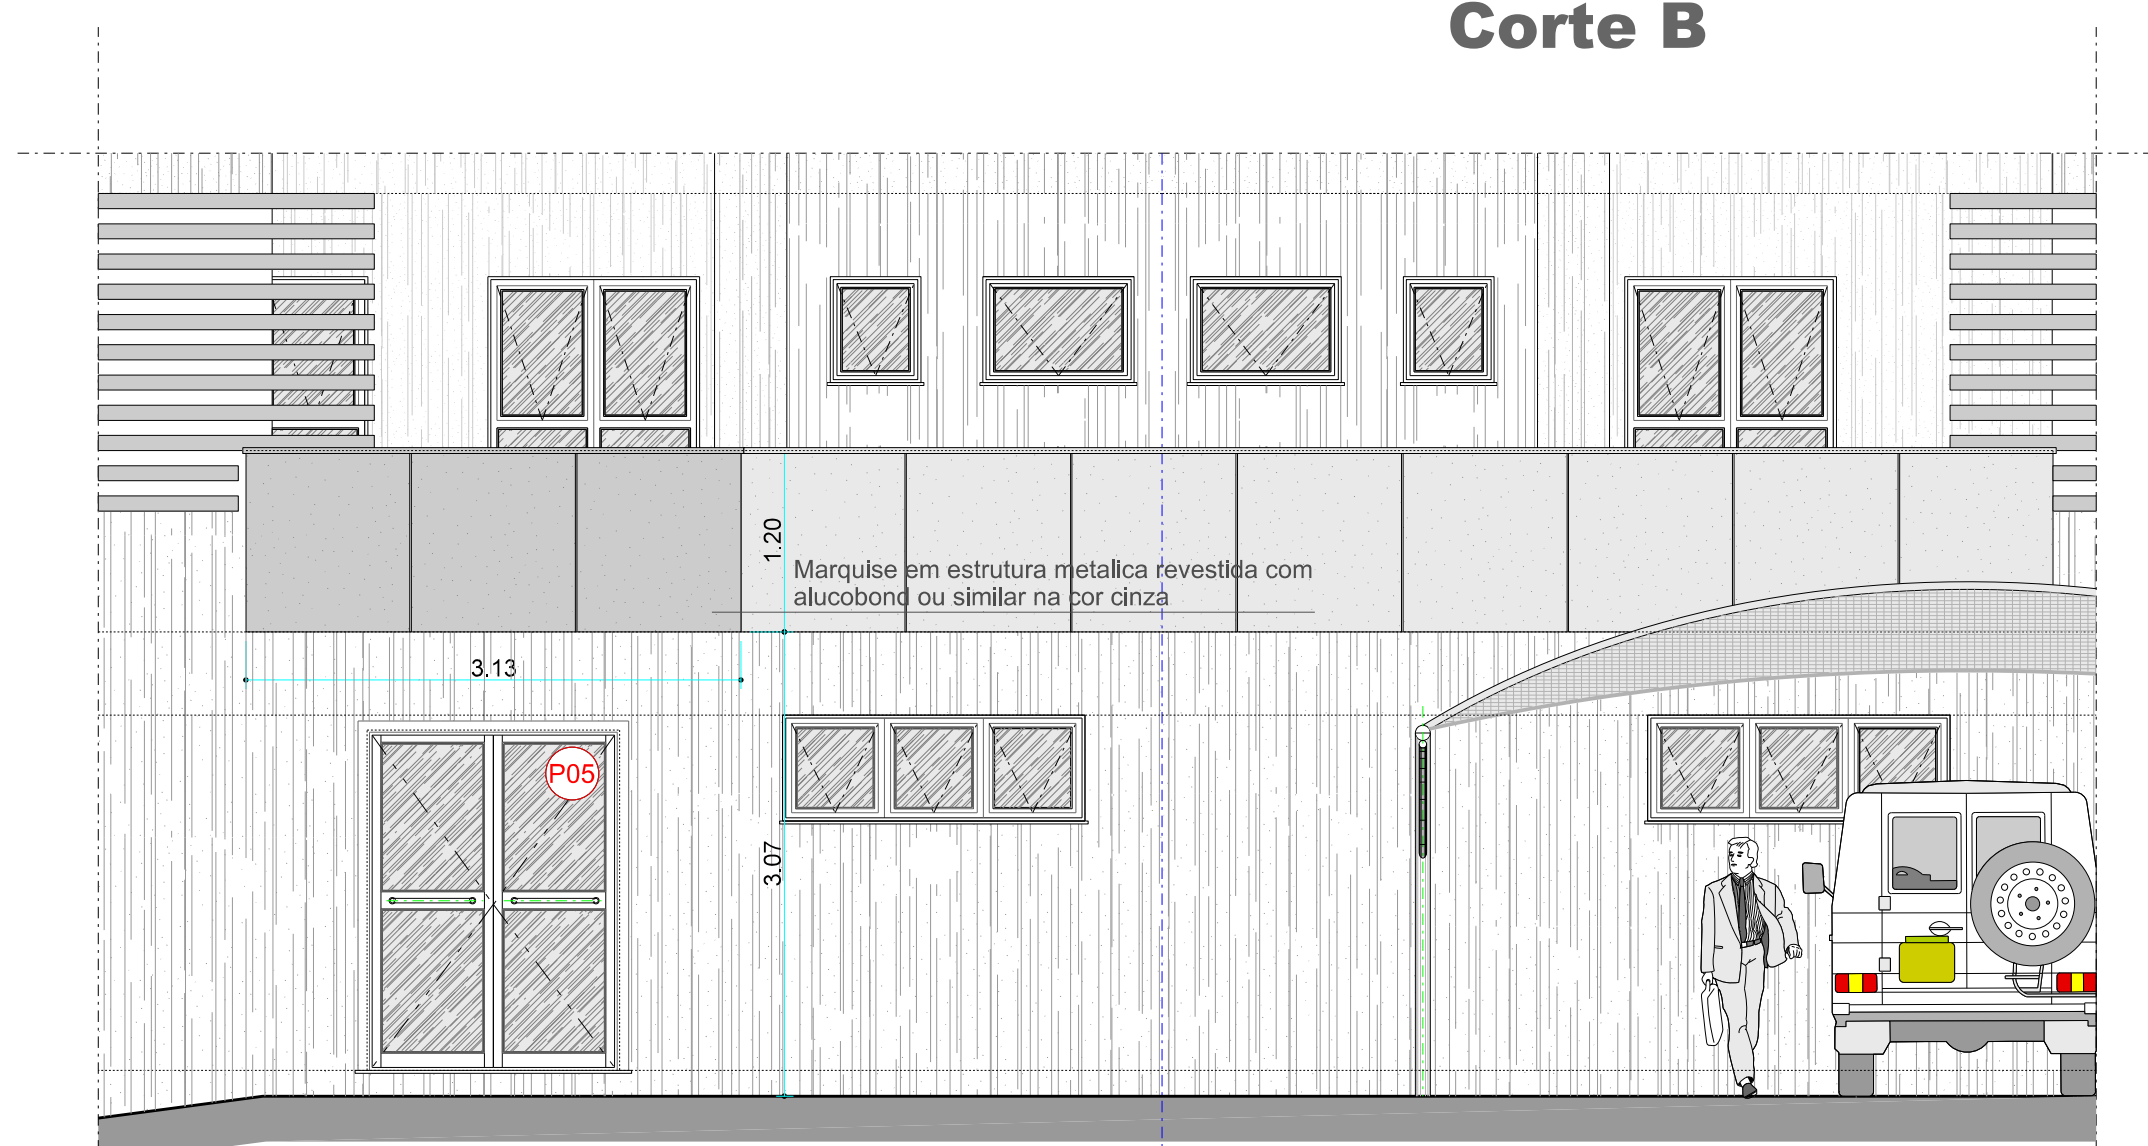 Corte B
1.20
Marquise em estrutura metalica revestida com
alucobond ou similar na cor cinza
3.13
P05
3.07